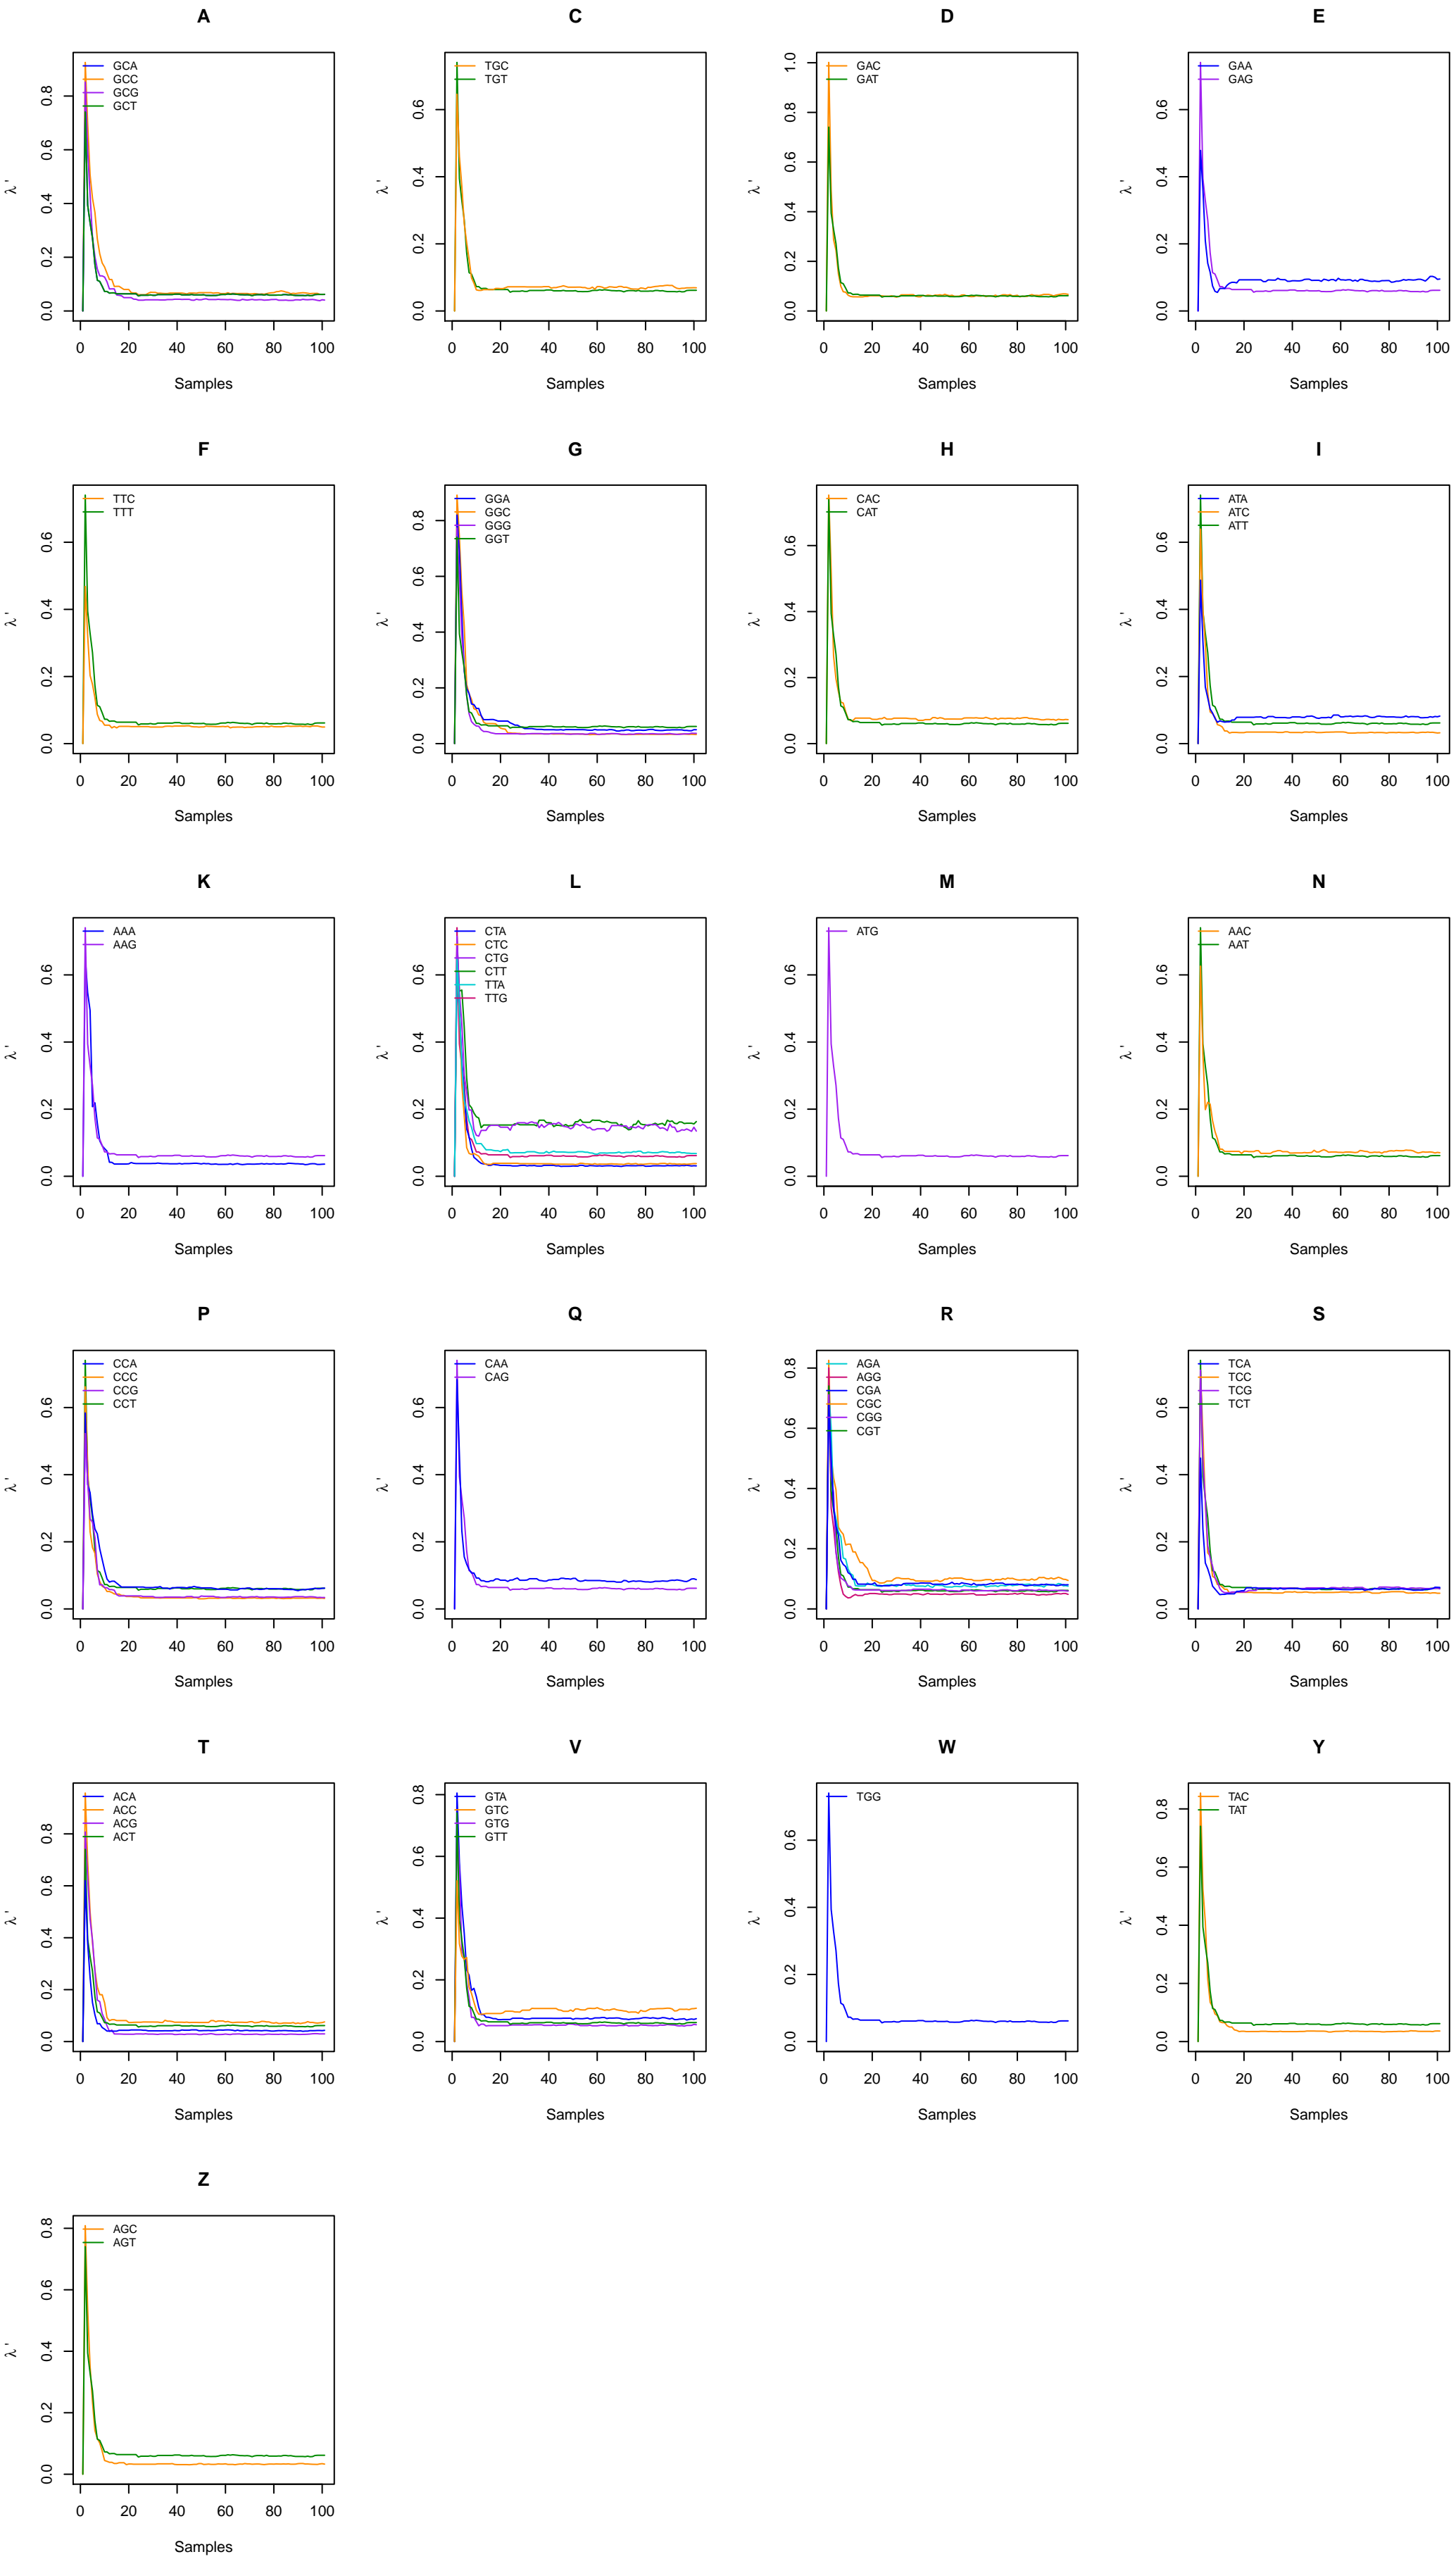 A
GCA
GCC
GCG
GCT
λ'
0.0 0.2 0.4 0.6 0.8
0 20 40 60 80 100
Samples
C
TGC
TGT
λ'
0.0 0.2 0.4 0.6
0 20 40 60 80 100
Samples
D
GAC
GAT
λ'
0.0 0.2 0.4 0.6 0.8 1.0
0 20 40 60 80 100
Samples
E
GAA
GAG
λ'
0.0 0.2 0.4 0.6
0 20 40 60 80 100
Samples
F
TTC
TTT
λ'
0.0 0.2 0.4 0.6
0 20 40 60 80 100
Samples
G
GGA
GGC
GGG
GGT
λ'
0.0 0.2 0.4 0.6 0.8
0 20 40 60 80 100
Samples
H
CAC
CAT
λ'
0.0 0.2 0.4 0.6
0 20 40 60 80 100
Samples
I
ATA
ATC
ATT
λ'
0.0 0.2 0.4 0.6
0 20 40 60 80 100
Samples
K
AAA
AAG
λ'
0.0 0.2 0.4 0.6
0 20 40 60 80 100
Samples
L
CTA
CTC
CTG
CTT
TTA
TTG
λ'
0.0 0.2 0.4 0.6
0 20 40 60 80 100
Samples
M
ATG
λ'
0.0 0.2 0.4 0.6
0 20 40 60 80 100
Samples
N
AAC
AAT
λ'
0.0 0.2 0.4 0.6
0 20 40 60 80 100
Samples
P
CCA
CCC
CCG
CCT
λ'
0.0 0.2 0.4 0.6
0 20 40 60 80 100
Samples
Q
CAA
CAG
λ'
0.0 0.2 0.4 0.6
0 20 40 60 80 100
Samples
R
AGA
AGG
CGA
CGC
CGG
CGT
λ'
0.0 0.2 0.4 0.6 0.8
0 20 40 60 80 100
Samples
S
TCA
TCC
TCG
TCT
λ'
0.0 0.2 0.4 0.6
0 20 40 60 80 100
Samples
T
ACA
ACC
ACG
ACT
λ'
0.0 0.2 0.4 0.6 0.8
0 20 40 60 80 100
Samples
V
GTA
GTC
GTG
GTT
λ'
0.0 0.2 0.4 0.6 0.8
0 20 40 60 80 100
Samples
W
TGG
λ'
0.0 0.2 0.4 0.6
0 20 40 60 80 100
Samples
Y
TAC
TAT
λ'
0.0 0.2 0.4 0.6 0.8
0 20 40 60 80 100
Samples
Z
AGC
AGT
λ'
0.0 0.2 0.4 0.6 0.8
0 20 40 60 80 100
Samples